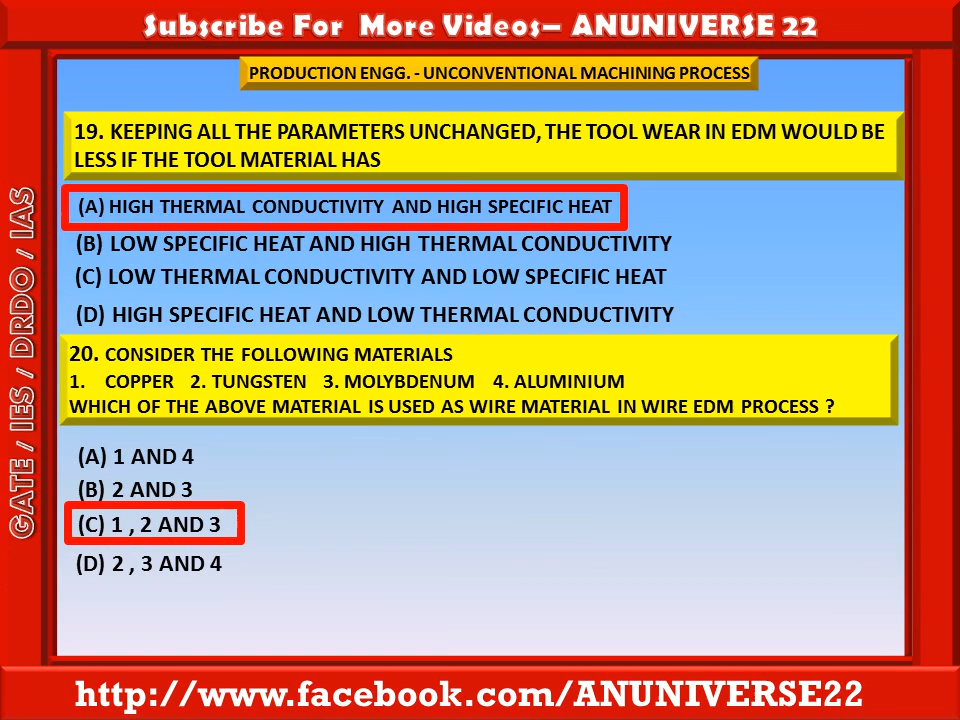 Subscribe For More Videos– ANUNIVERSE 22
PRODUCTION ENGG. - UNCONVENTIONAL MACHINING PROCESS
19. KEEPING ALL THE PARAMETERS UNCHANGED, THE TOOL WEAR IN EDM WOULD BE
LESS IF THE TOOL MATERIAL HAS
(A) HIGH THERMAL CONDUCTIVITY AND HIGH SPECIFIC HEAT
(B) LOW SPECIFIC HEAT AND HIGH THERMAL CONDUCTIVITY
(C) LOW THERMAL CONDUCTIVITY AND LOW SPECIFIC HEAT
(D) HIGH SPECIFIC HEAT AND LOW THERMAL CONDUCTIVITY
20. CONSIDER THE FOLLOWING MATERIALS
1. COPPER 2. TUNGSTEN 3. MOLYBDENUM 4. ALUMINIUM
WHICH OF THE ABOVE MATERIAL IS USED AS WIRE MATERIAL IN WIRE EDM PROCESS ?
(A) 1 AND 4
(B) 2 AND 3
(C) 1 , 2 AND 3
(D) 2 , 3 AND 4
GATE / IES / DRDO / IAS
http://www.facebook.com/ANUNIVERSE22